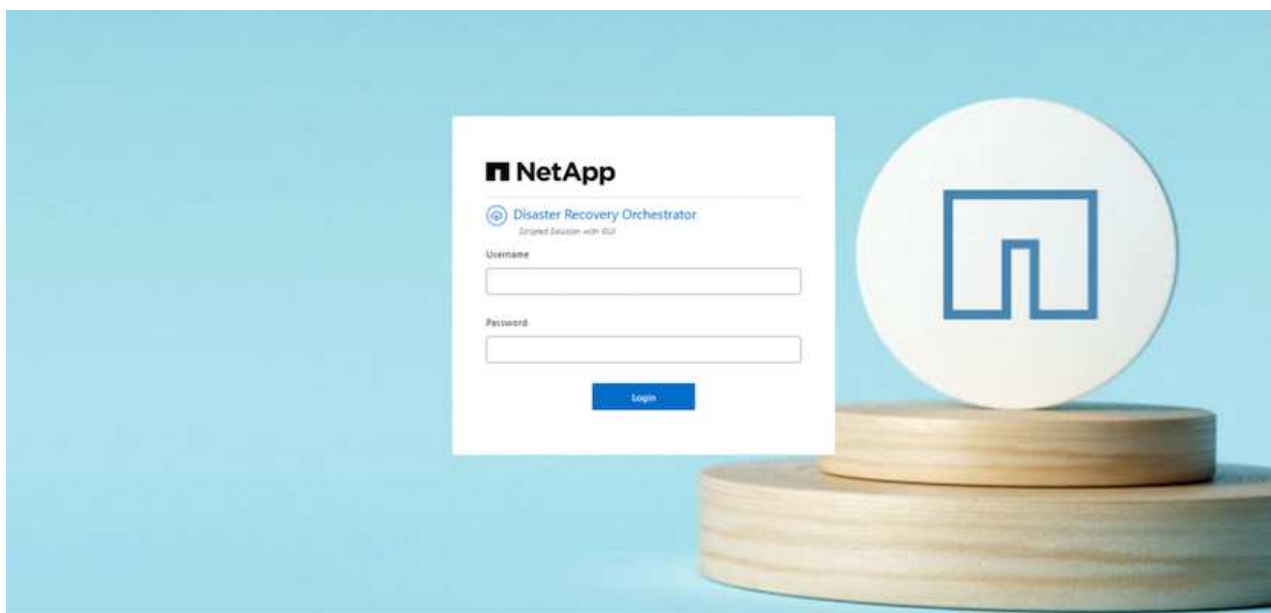 NetApp
Disaster Recovery Orchestrator
Scripted Solution with GUI
Username
Password
Login